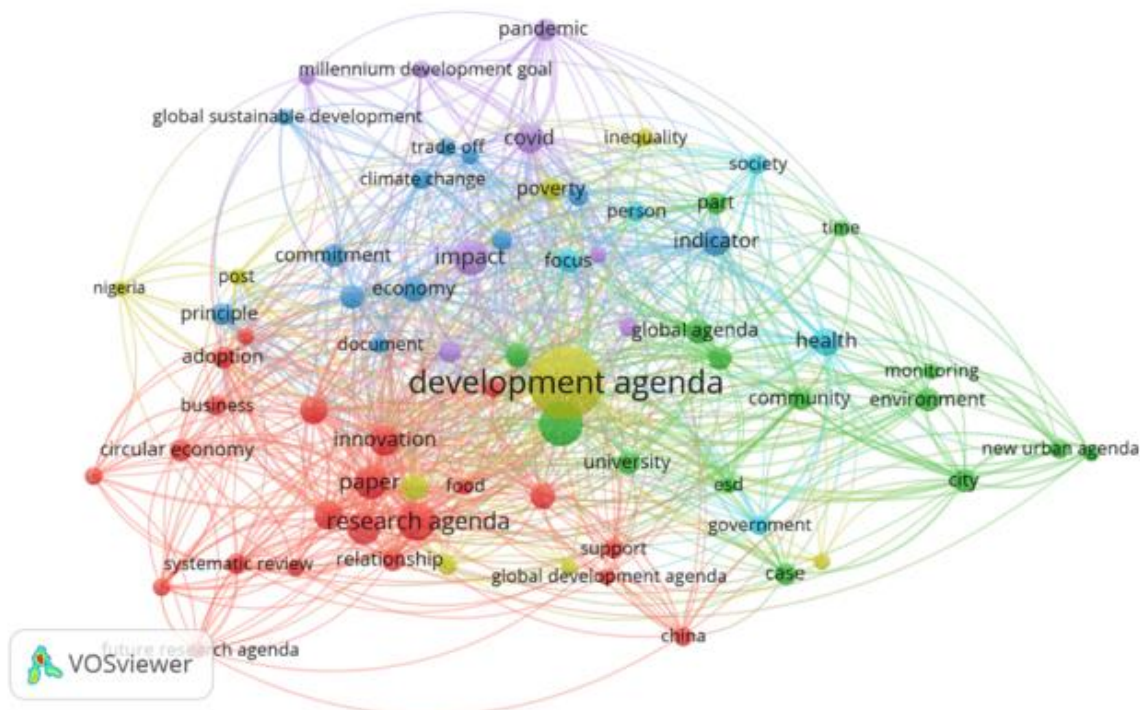 pandemic
millennium development goal
global sustainable development
covid
inequality
trade off
society
climate change
poverty
person
part
time
commitment
impact
focus
indicator
post
nigeria
economy
principle
document
global agenda
health
adoption
development agenda
monitoring
business
community
environment
innovation
circular economy
university
new urban agenda
paper
food
esd
city
research agenda
government
systematic review
relationship
support
global development agenda
case
china
future research agenda
VOSviewer